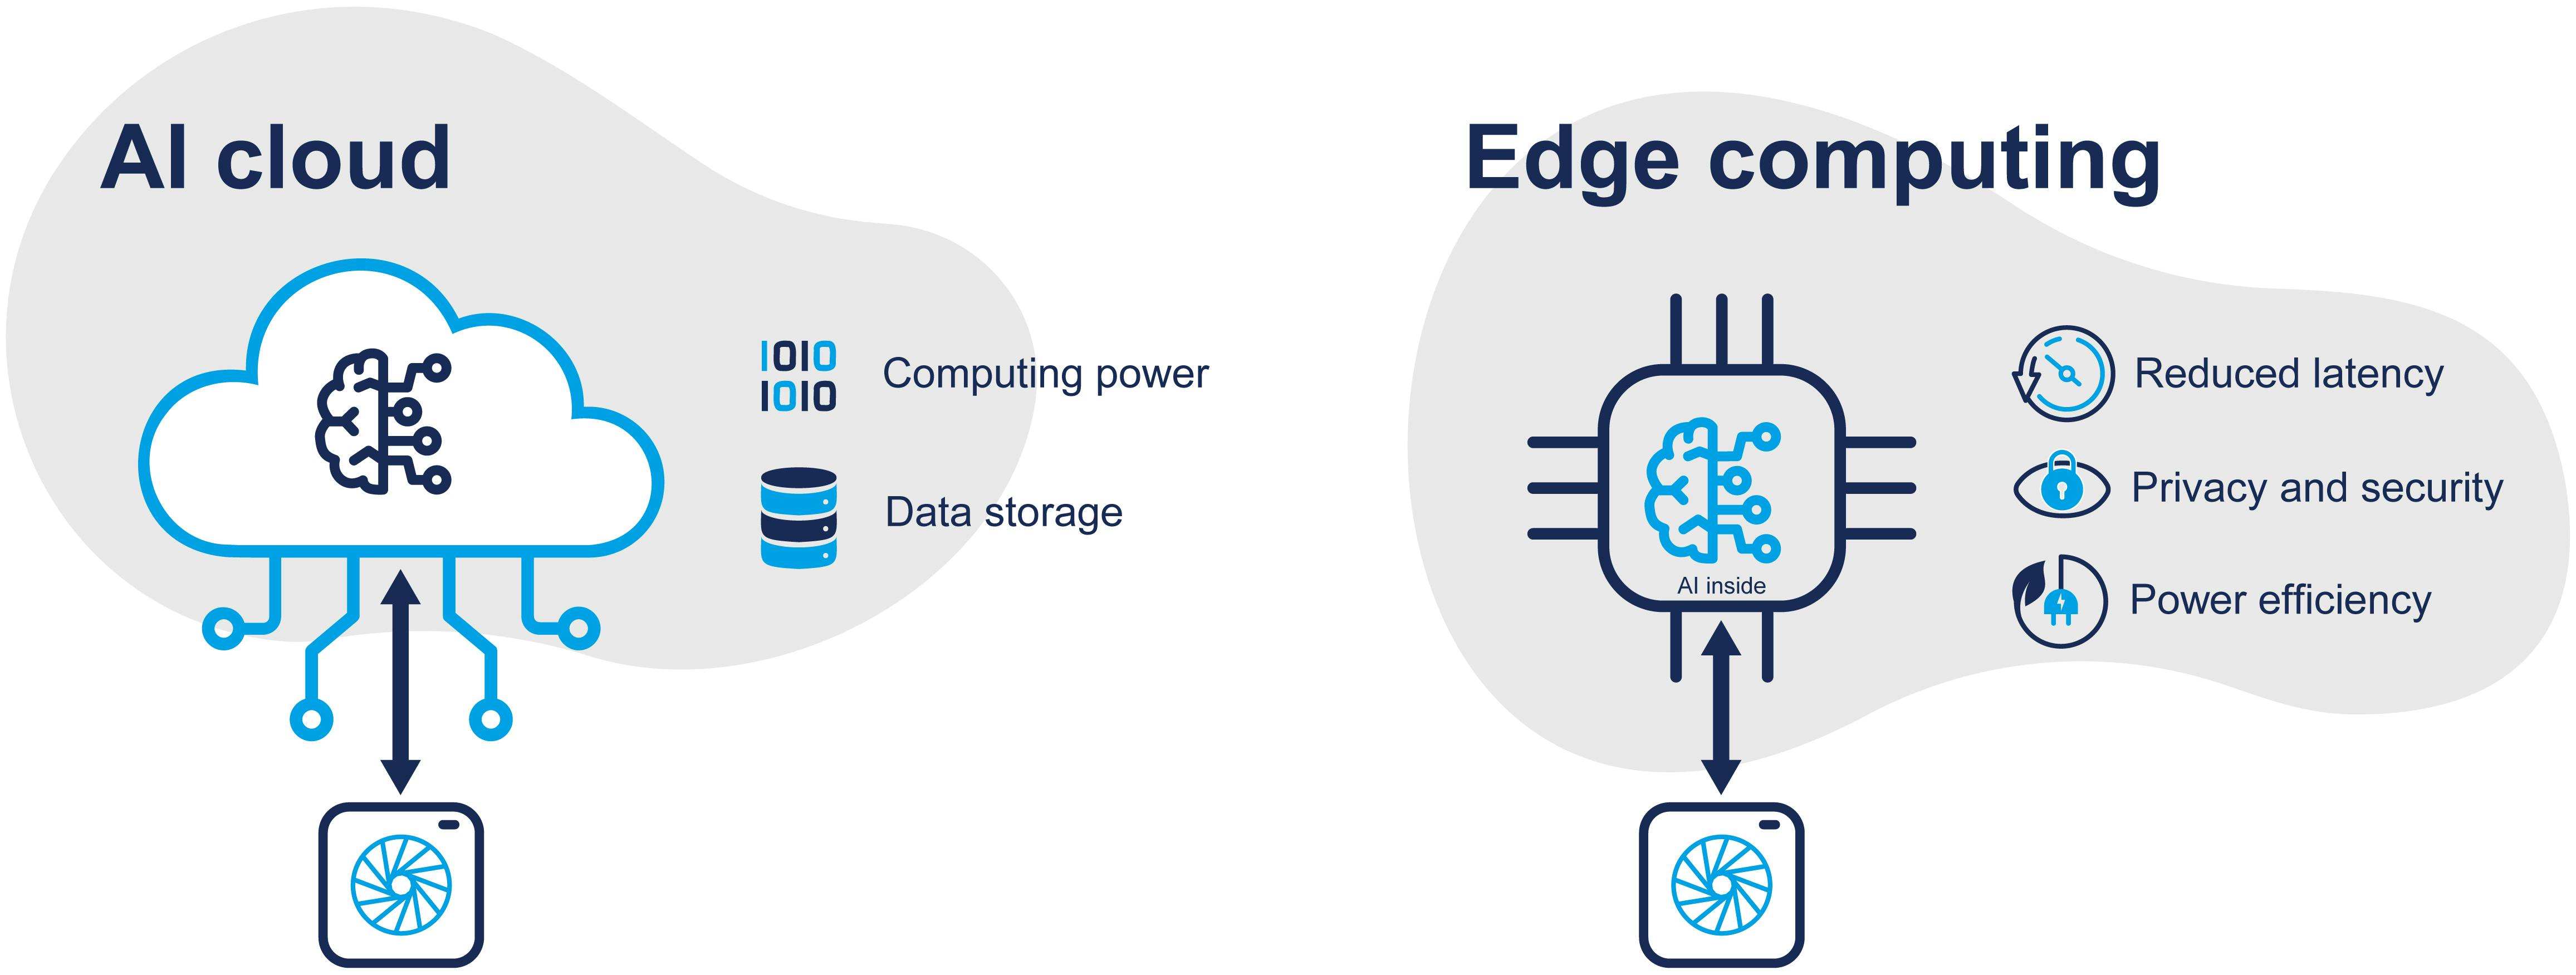 AI cloud
1010
1010
Computing power
Data storage
Edge computing
AI inside
Reduced latency
Privacy and security
Power efficiency